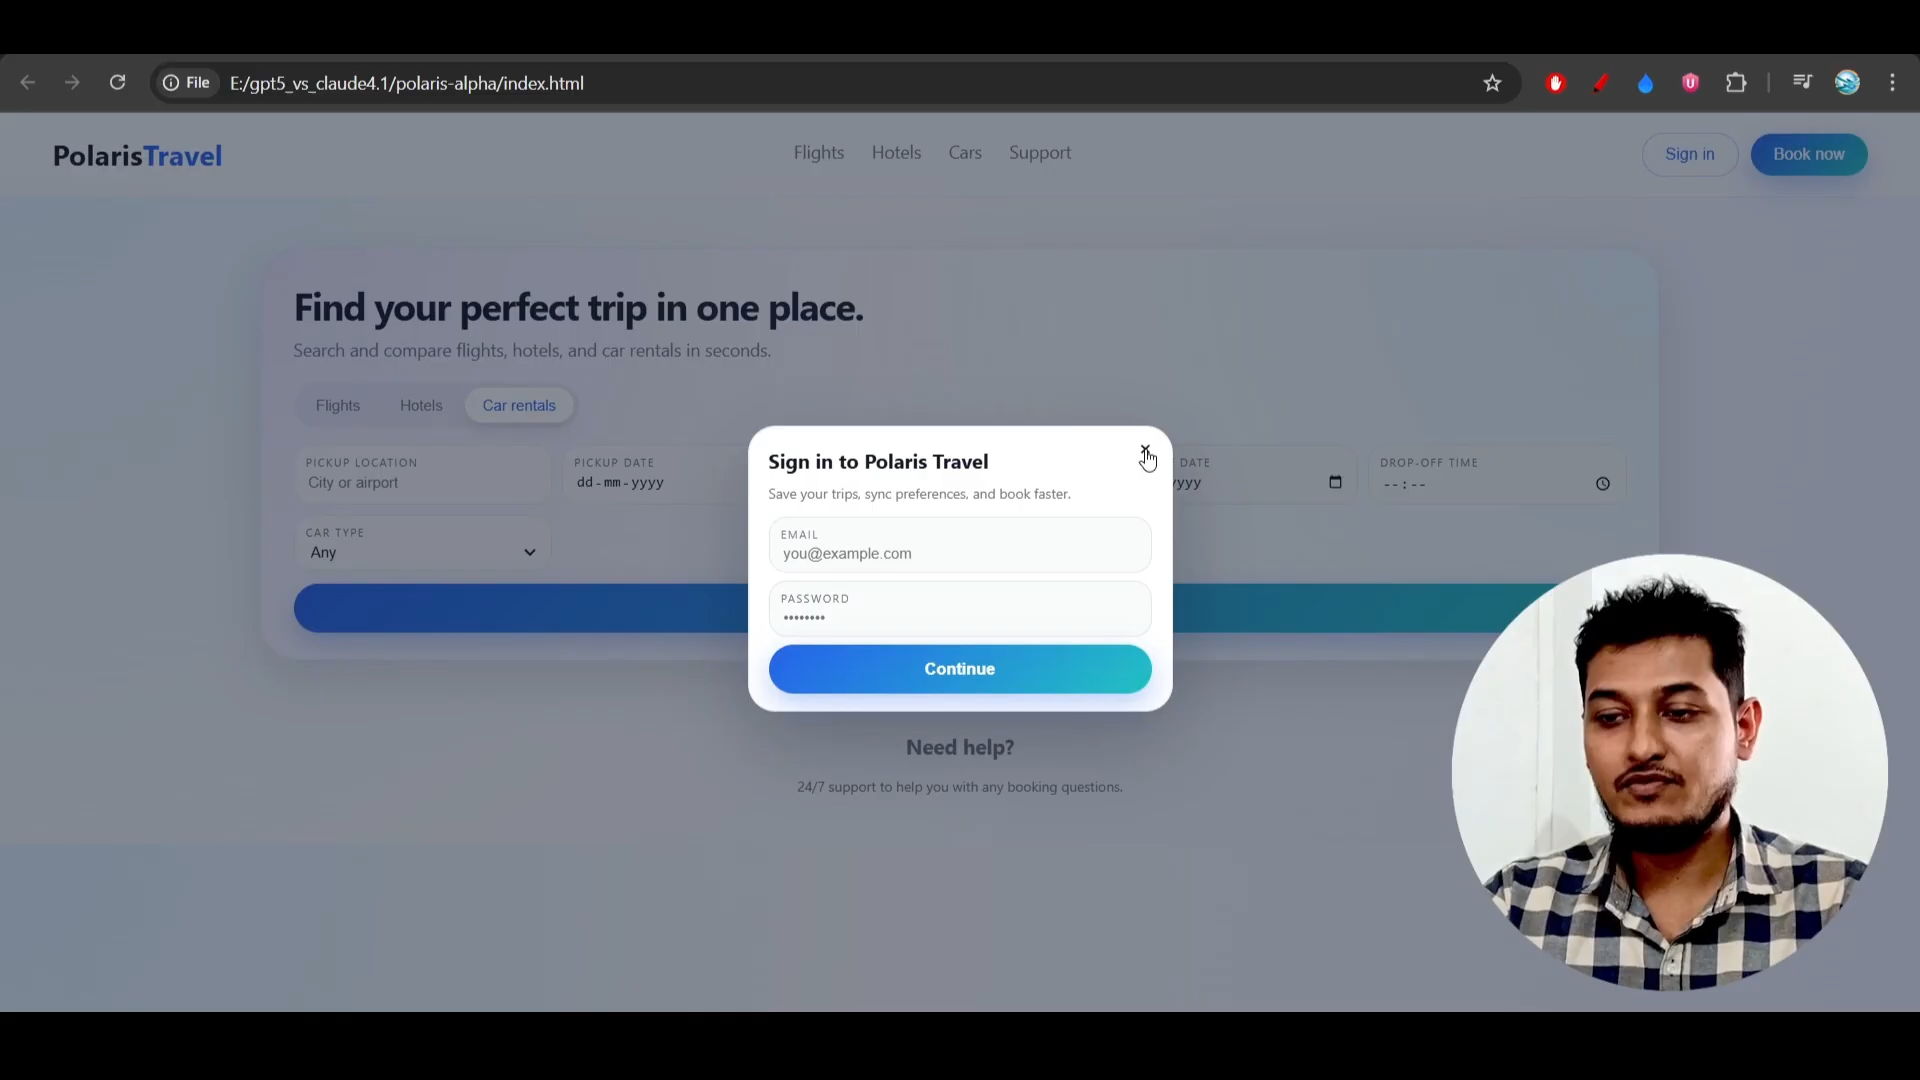 File E:/gpt5_vs_claude4.1/polaris-alpha/index.html
PolarisTravel Flights Hotels Cars Support Sign in Book now
Find your perfect trip in one place.
Search and compare flights, hotels, and car rentals in seconds.
Flights Hotels Car rentals
PICKUP LOCATION
City or airport
PICKUP DATE
dd-mm-yyyy
DATE
yyyy
DROP-OFF TIME
--:--
CAR TYPE
Any
Sign in to Polaris Travel
Save your trips, sync preferences, and book faster.
EMAIL
you@example.com
PASSWORD
••••••••
Continue
Need help?
24/7 support to help you with any booking questions.